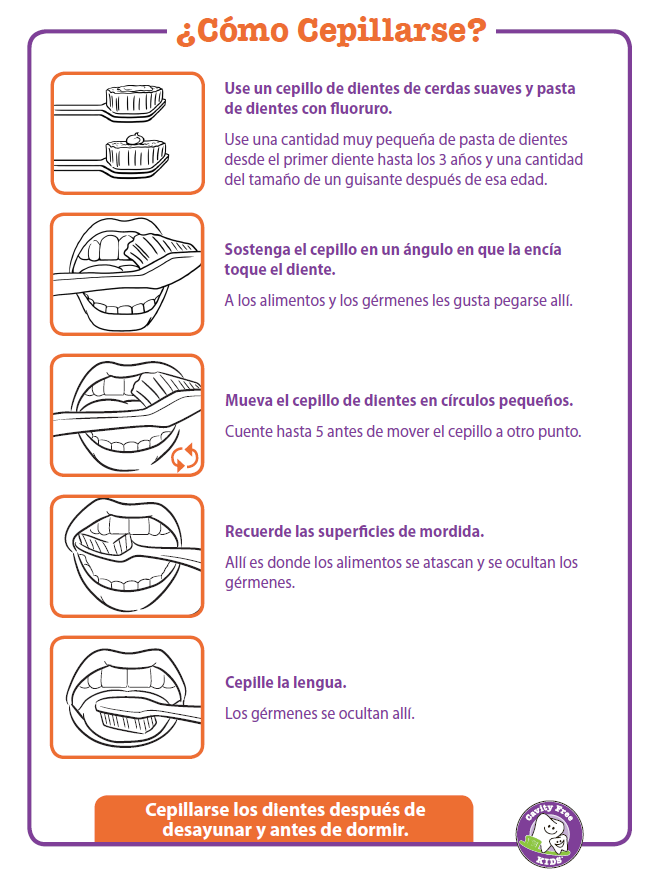 ¿Cómo Cepillarse?
Use un cepillo de dientes de cerdas suaves y pasta
de dientes con fluoruro.
Use una cantidad muy pequeña de pasta de dientes
desde el primer diente hasta los 3 años y una cantidad
del tamaño de un guisante después de esa edad.
Sostenga el cepillo en un ángulo en que la encía
toque el diente.
A los alimentos y los gérmenes les gusta pegarse allí.
Mueva el cepillo de dientes en círculos pequeños.
Cuente hasta 5 antes de mover el cepillo a otro punto.
Recuerde las superficies de mordida.
Allí es donde los alimentos se atascan y se ocultan los
gérmenes.
Cepille la lengua.
Los gérmenes se ocultan allí.
Cepillarse los dientes después de
desayunar y antes de dormir.
Cavity Free
KIDS